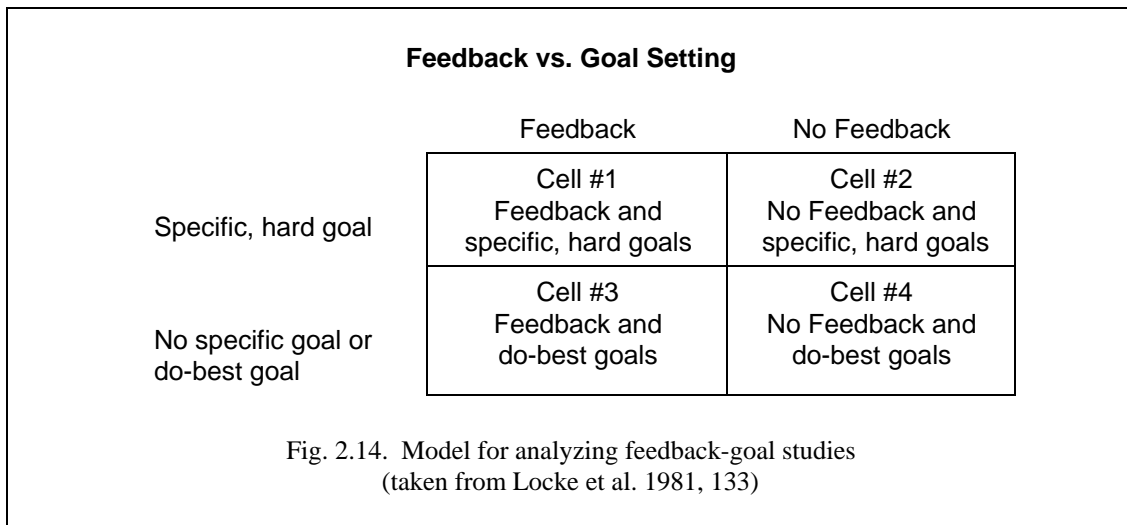 Feedback vs. Goal Setting
Feedback No Feedback
Specific, hard goal
Cell #1
Feedback and
specific, hard goals
Cell #2
No Feedback and
specific, hard goals
No specific goal or
do-best goal
Cell #3
Feedback and
do-best goals
Cell #4
No Feedback and
do-best goals
Fig. 2.14. Model for analyzing feedback-goal studies
(taken from Locke et al. 1981, 133)